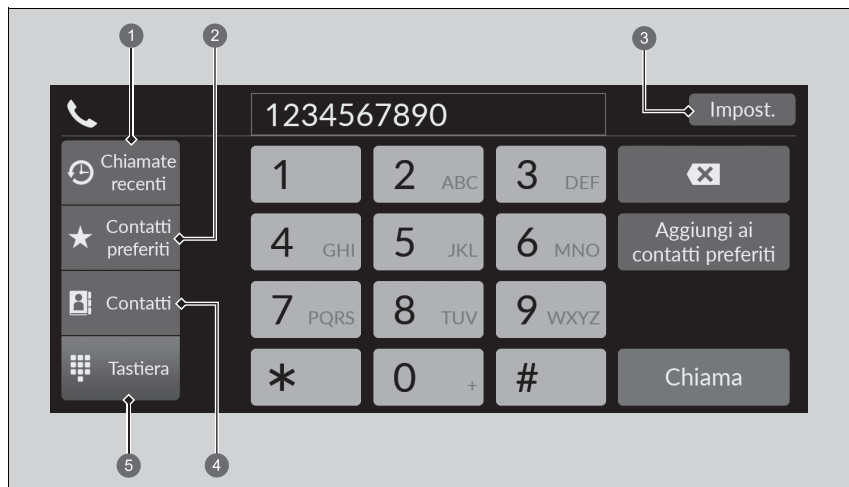 1
2
3
1234567890
Impost.
Chiamate
recenti
1
2 ABC
3 DEF
Contatti
preferiti
4 GHI
5 JKL
6 MNO
Aggiungi ai
contatti preferiti
Contatti
7 PQRS
8 TUV
9 WXYZ
Tastiera
*
0 +
#
Chiama
5
4